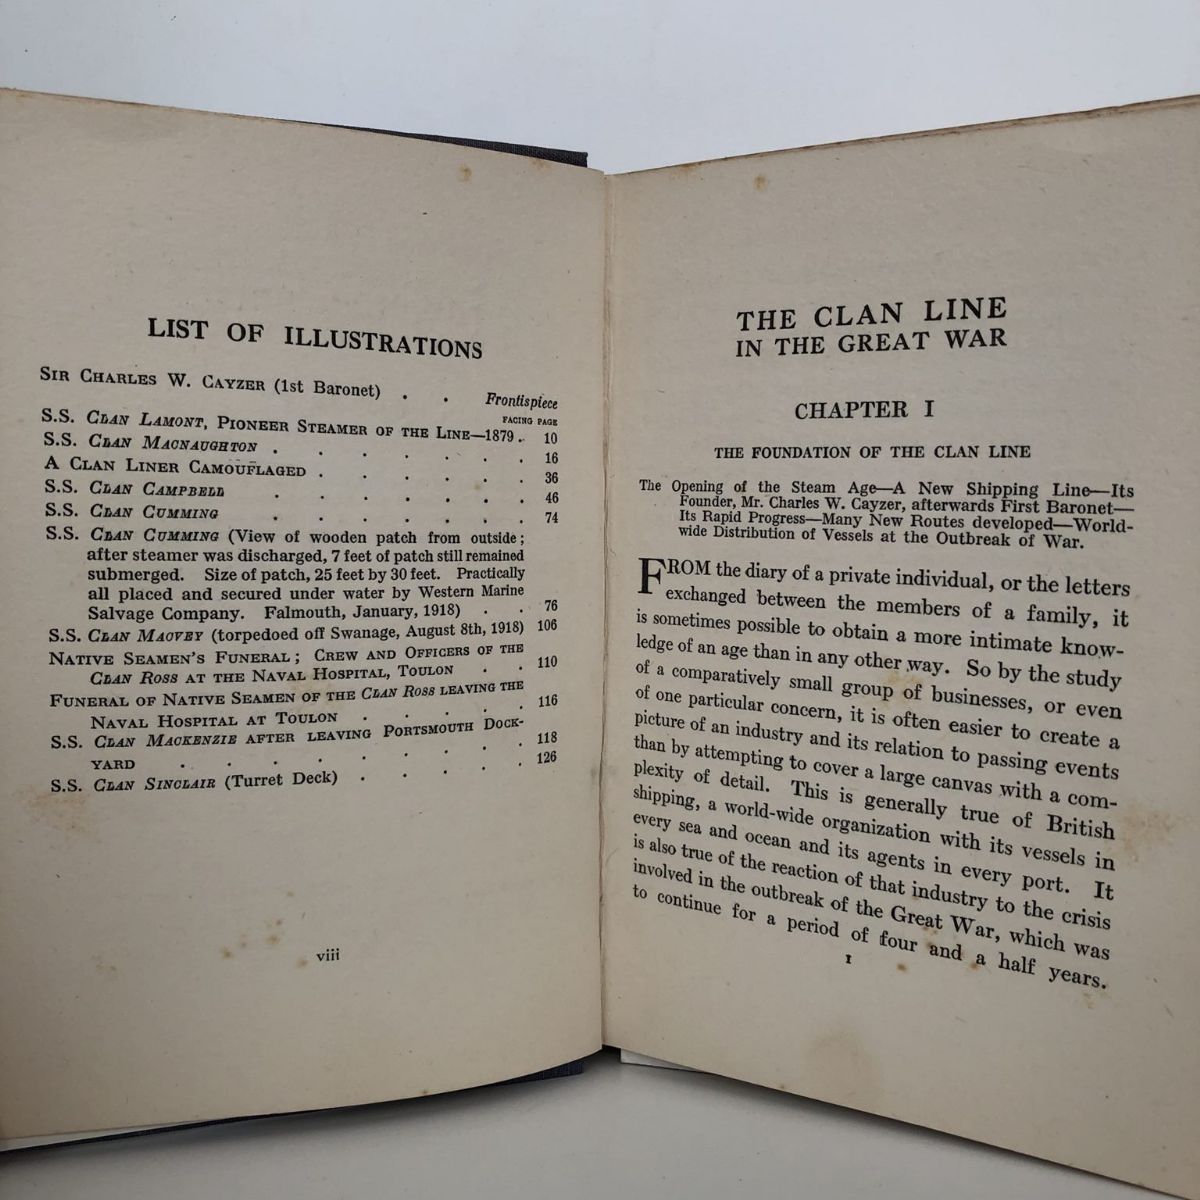 LIST OF ILLUSTRATIONS
SIR CHARLES W. CAYZER (1st Baronet) . . Frontispiece
FACING PAGE
S.S. CLAN LAMONT, PIONEER STEAMER OF THE LINE—1879 . 10
S.S. CLAN MACNAUGHTON . . . . . . . 16
A CLAN LINER CAMOUFLAGED . . . . . . 36
S.S. CLAN CAMPBELL . . . . . . . 46
S.S. CLAN CUMMING . . . . . . . 74
S.S. CLAN CUMMING (View of wooden patch from outside;
after steamer was discharged, 7 feet of patch still remained
submerged. Size of patch, 25 feet by 30 feet. Practically
all placed and secured under water by Western Marine
Salvage Company. Falmouth, January, 1918) . . 76
S.S. CLAN MACVEY (torpedoed off Swanage, August 8th, 1918) 106
NATIVE SEAMEN'S FUNERAL; CREW AND OFFICERS OF THE
CLAN ROSS AT THE NAVAL HOSPITAL, TOULON . . 110
FUNERAL OF NATIVE SEAMEN OF THE CLAN ROSS LEAVING THE
NAVAL HOSPITAL AT TOULON . . . . . 116
S.S. CLAN MACKENZIE AFTER LEAVING PORTSMOUTH DOCK-
YARD . . . . . . . . . 118
S.S. CLAN SINCLAIR (Turret Deck) . . . . . 126
viii
THE CLAN LINE
IN THE GREAT WAR
CHAPTER I
THE FOUNDATION OF THE CLAN LINE
The Opening of the Steam Age—A New Shipping Line—Its
Founder, Mr. Charles W. Cayzer, afterwards First Baronet—
Its Rapid Progress—Many New Routes developed—World-
wide Distribution of Vessels at the Outbreak of War.
FROM the diary of a private individual, or the letters
exchanged between the members of a family, it
is sometimes possible to obtain a more intimate know-
ledge of an age than in any other way. So by the study
of a comparatively small group of businesses, or even
of one particular concern, it is often easier to create a
picture of an industry and its relation to passing events
than by attempting to cover a large canvas with a com-
plexity of detail. This is generally true of British
shipping, a world-wide organization with its vessels in
every sea and ocean and its agents in every port. It
is also true of the reaction of that industry to the crisis
involved in the outbreak of the Great War, which was
to continue for a period of four and a half years.
1